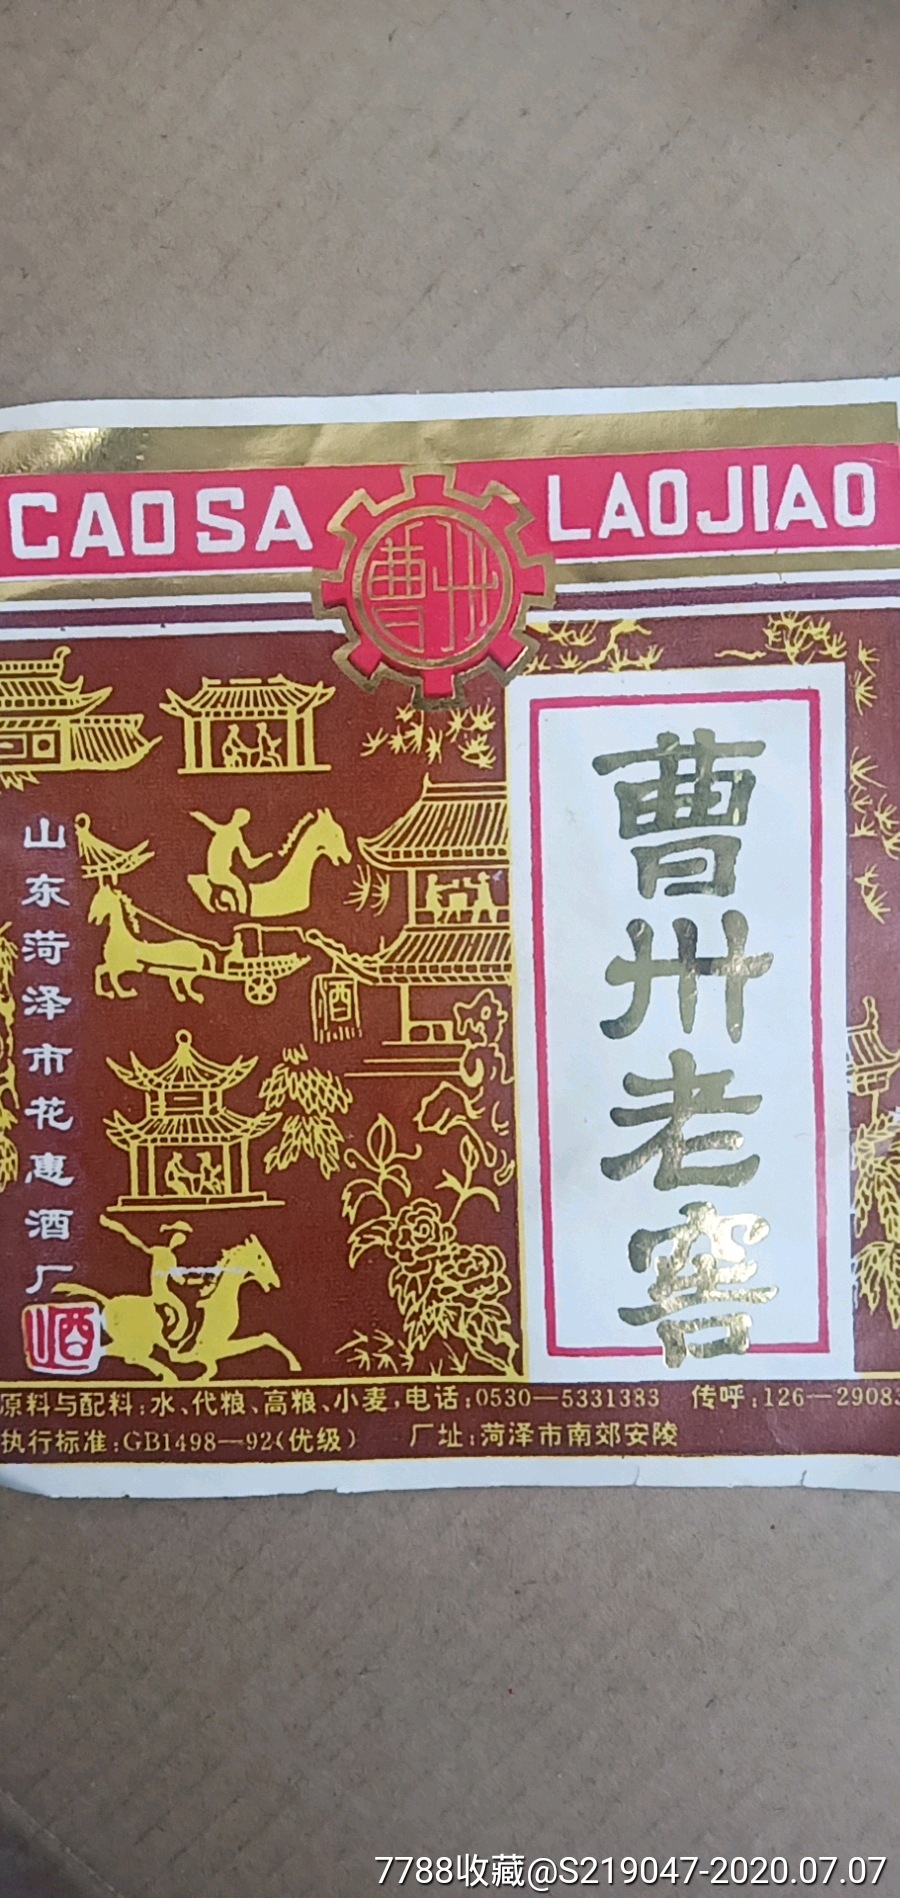 CAOSA
LAOJIAO
曹州
曹州老窖
山东菏泽市花惠酒厂
酒
酒
原料与配料:水、代粮、高粮、小麦,电话:0530—5331383 传呼:126—29083
执行标准:GB1498—92(优级) 厂址:菏泽市南郊安陵
7788收藏@S219047-2020.07.07